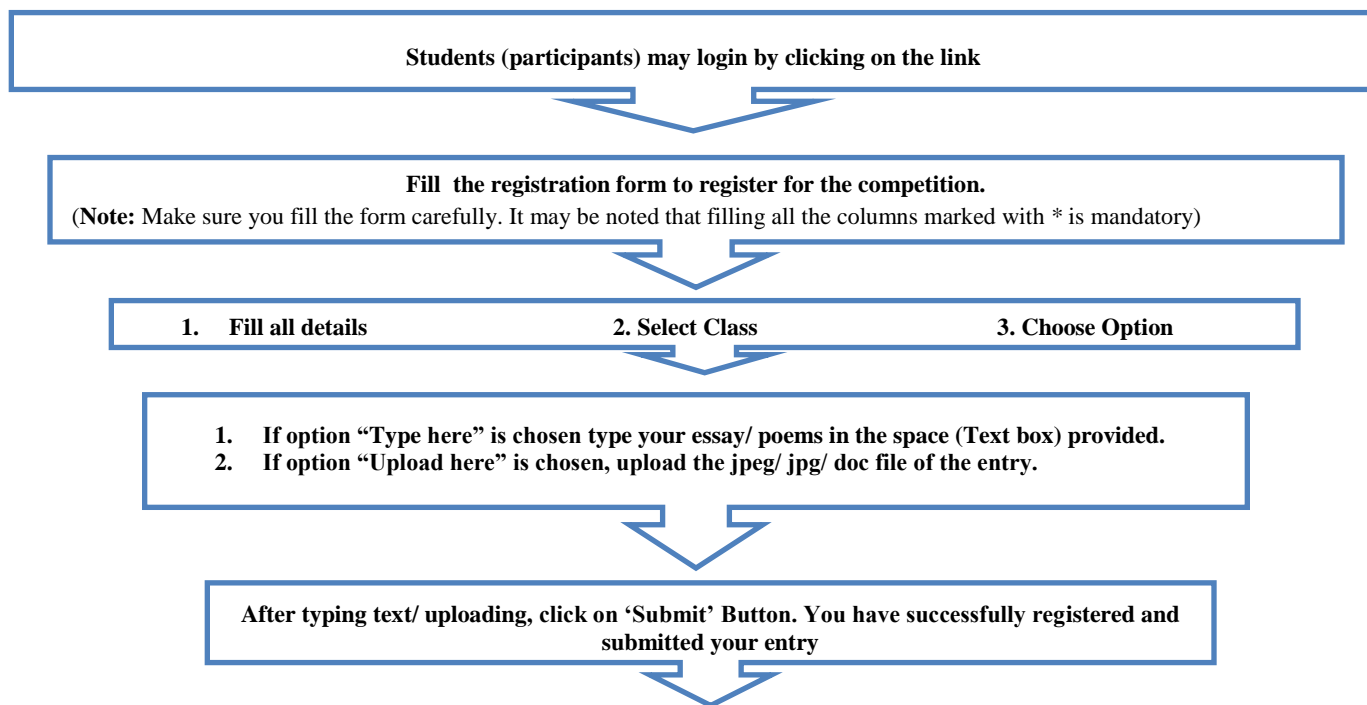 Students (participants) may login by clicking on the link
Fill the registration form to register for the competition.
(Note: Make sure you fill the form carefully. It may be noted that filling all the columns marked with * is mandatory)
1. Fill all details 2. Select Class 3. Choose Option
1. If option “Type here” is chosen type your essay/ poems in the space (Text box) provided.
2. If option “Upload here” is chosen, upload the jpeg/ jpg/ doc file of the entry.
After typing text/ uploading, click on ‘Submit’ Button. You have successfully registered and
submitted your entry